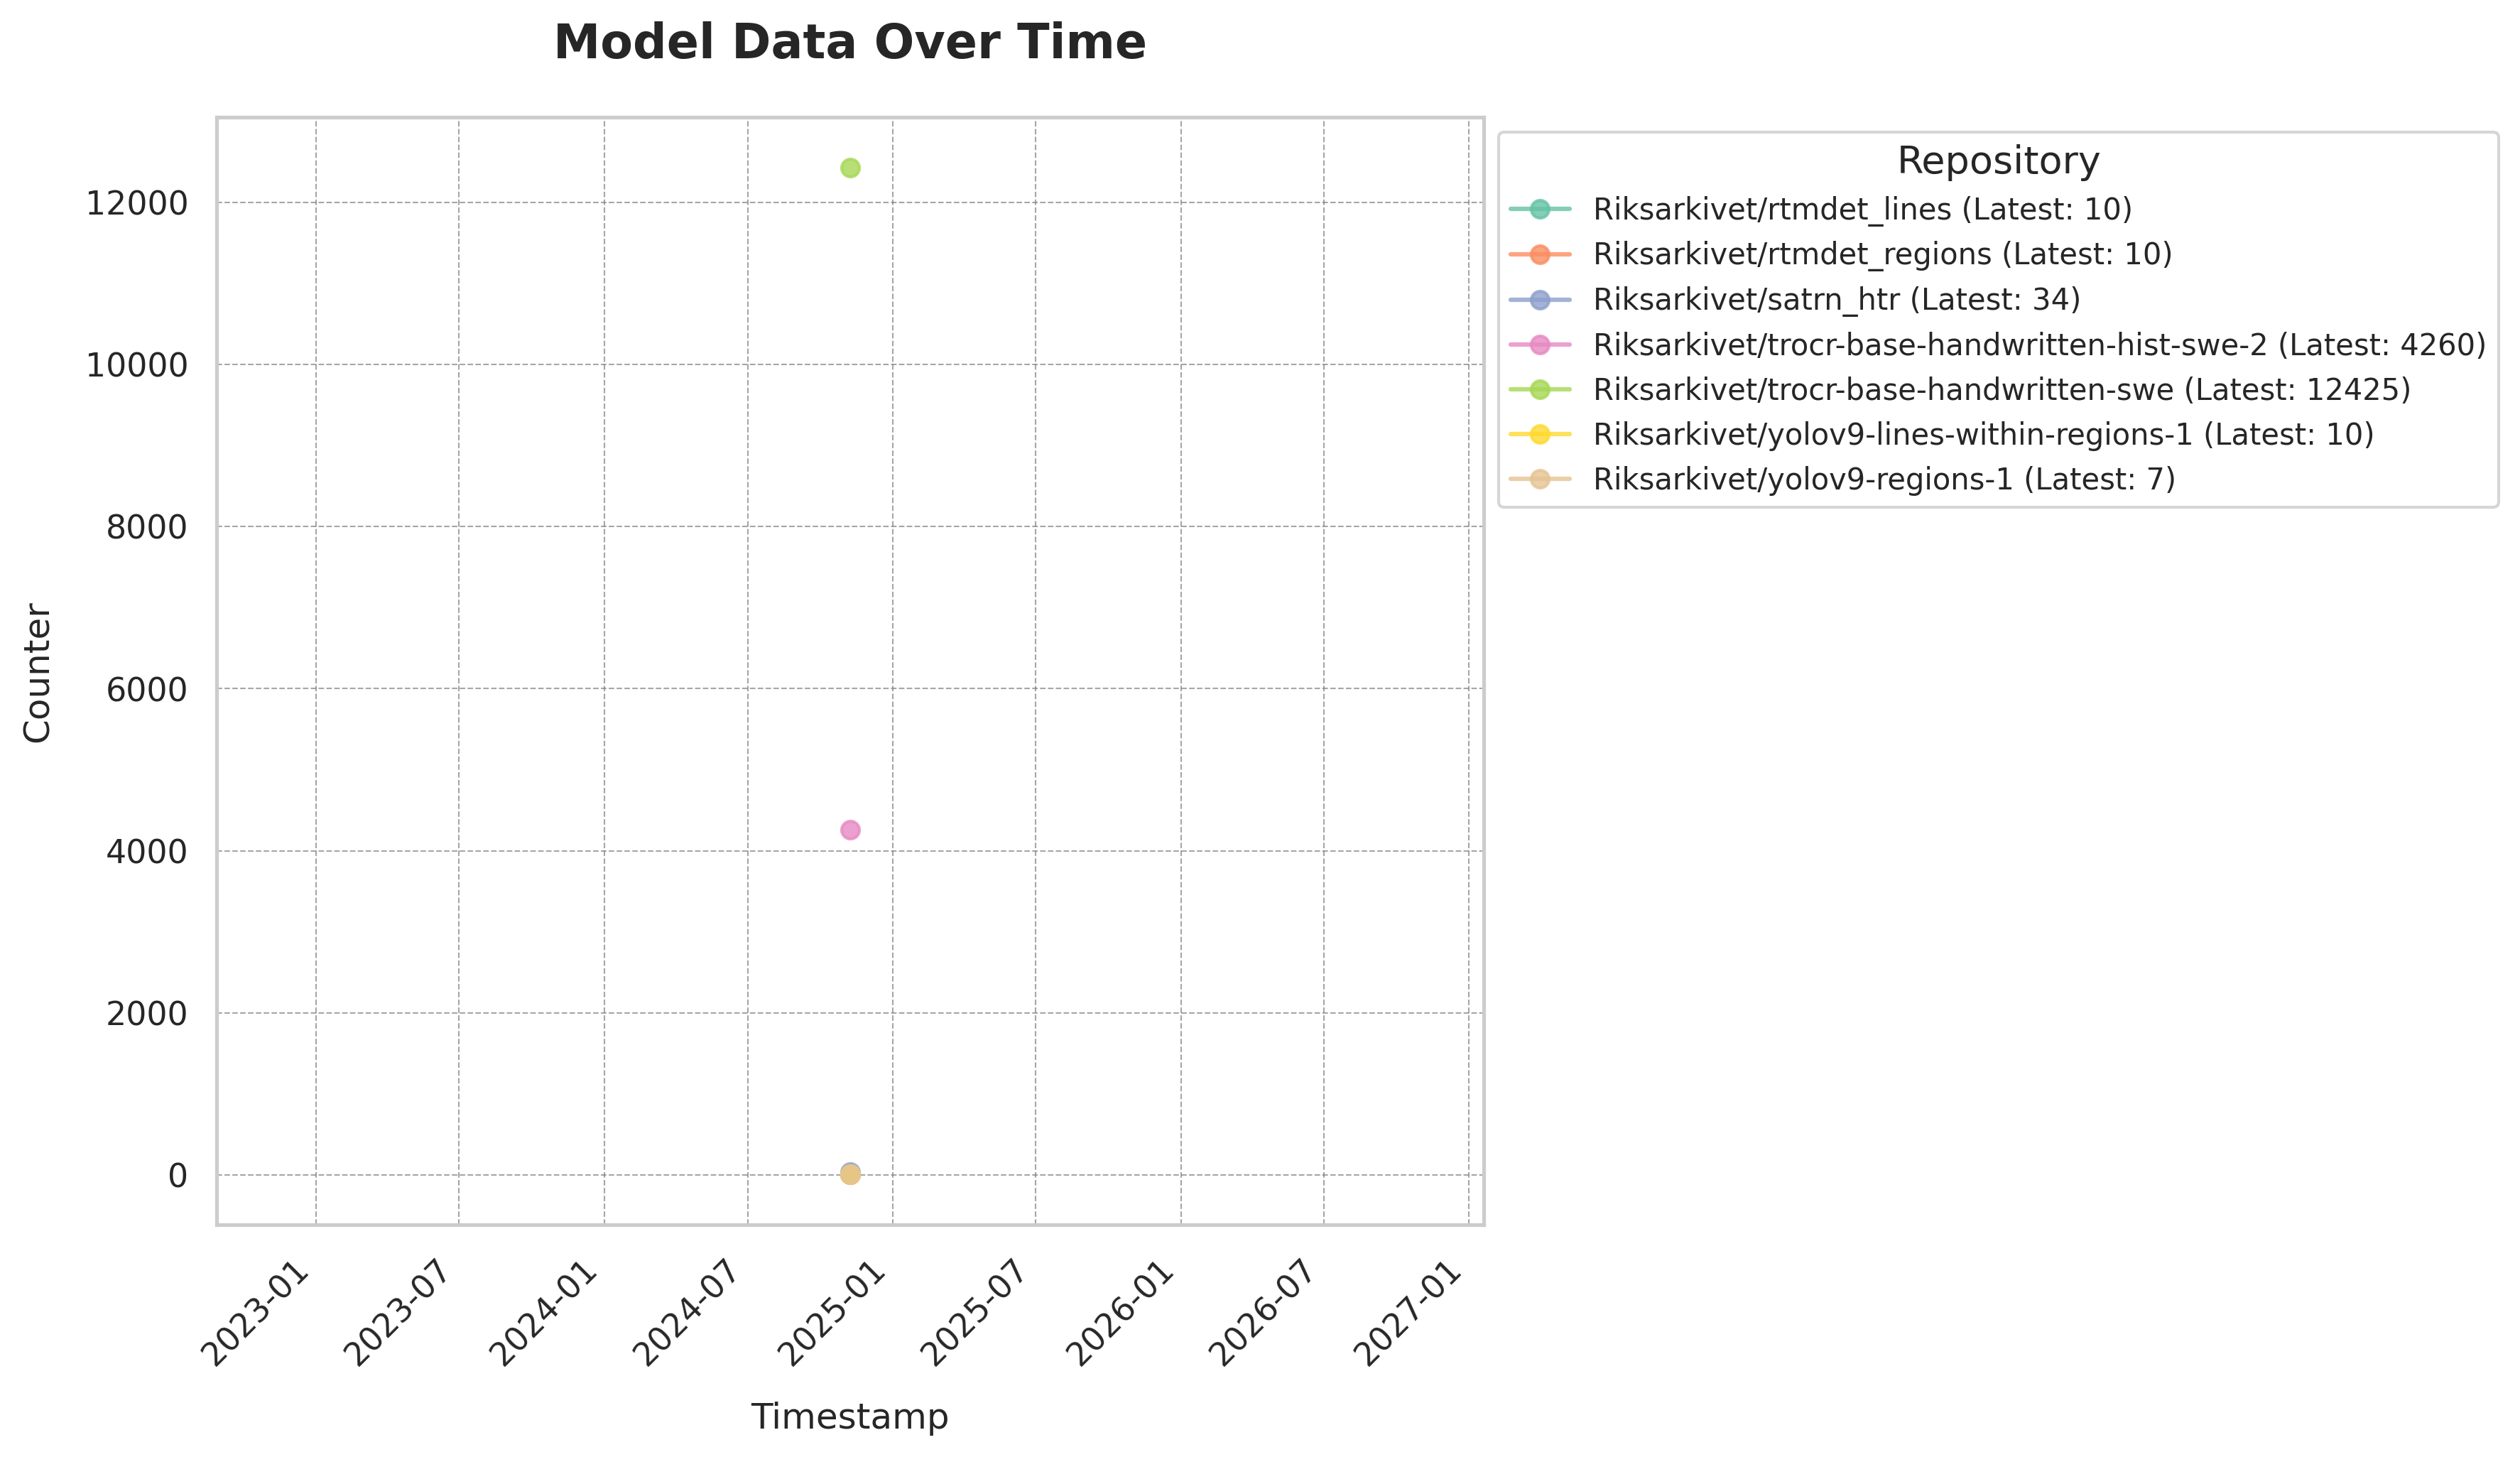 Model Data Over Time
Repository
Riksarkivet/rtmdet_lines (Latest: 10)
Riksarkivet/rtmdet_regions (Latest: 10)
Riksarkivet/satrn_htr (Latest: 34)
Riksarkivet/trocr-base-handwritten-hist-swe-2 (Latest: 4260)
Riksarkivet/trocr-base-handwritten-swe (Latest: 12425)
Riksarkivet/yolov9-lines-within-regions-1 (Latest: 10)
Riksarkivet/yolov9-regions-1 (Latest: 7)
Counter
12000
10000
8000
6000
4000
2000
0
2023-01
2023-07
2024-01
2024-07
2025-01
2025-07
2026-01
2026-07
2027-01
Timestamp